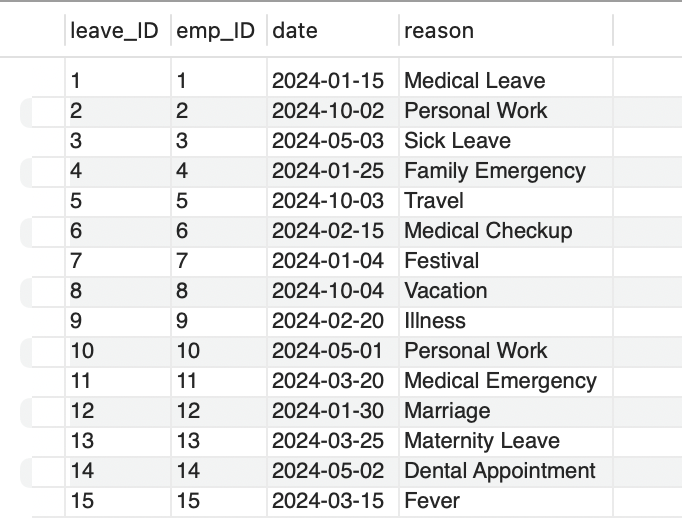 leave_ID emp_ID date reason
1 1 2024-01-15 Medical Leave
2 2 2024-10-02 Personal Work
3 3 2024-05-03 Sick Leave
4 4 2024-01-25 Family Emergency
5 5 2024-10-03 Travel
6 6 2024-02-15 Medical Checkup
7 7 2024-01-04 Festival
8 8 2024-10-04 Vacation
9 9 2024-02-20 Illness
10 10 2024-05-01 Personal Work
11 11 2024-03-20 Medical Emergency
12 12 2024-01-30 Marriage
13 13 2024-03-25 Maternity Leave
14 14 2024-05-02 Dental Appointment
15 15 2024-03-15 Fever